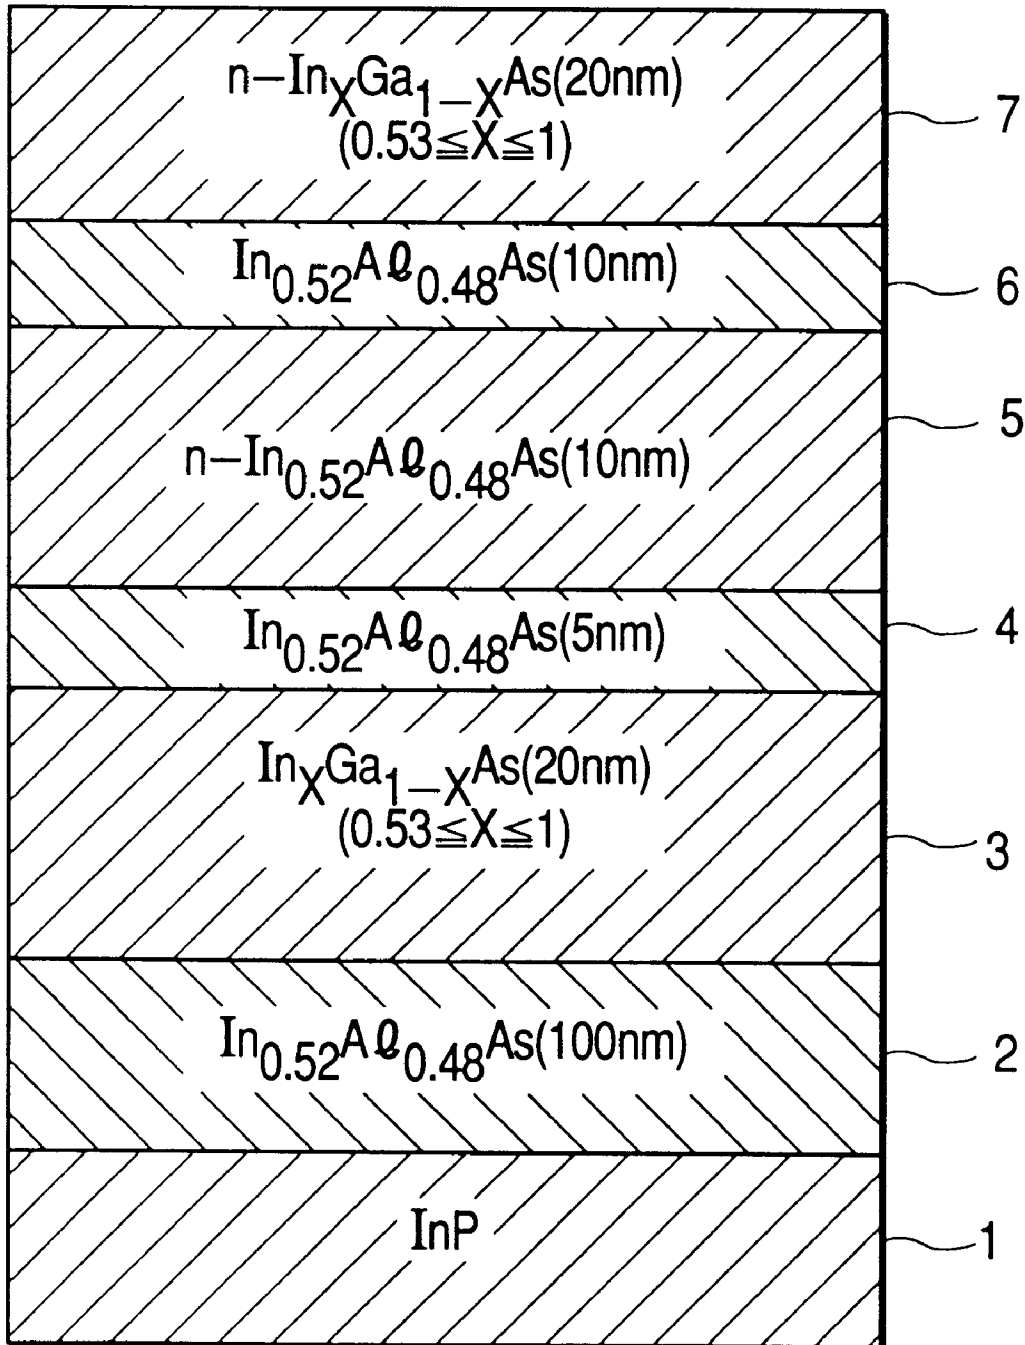 n–InXGa1–XAs(20nm)
(0.53≦X≦1)
7
In0.52Aℓ0.48As(10nm)
6
5
n–In0.52Aℓ0.48As(10nm)
In0.52Aℓ0.48As(5nm)
4
InXGa1–XAs(20nm)
(0.53≦X≦1)
3
In0.52Aℓ0.48As(100nm)
2
InP
1